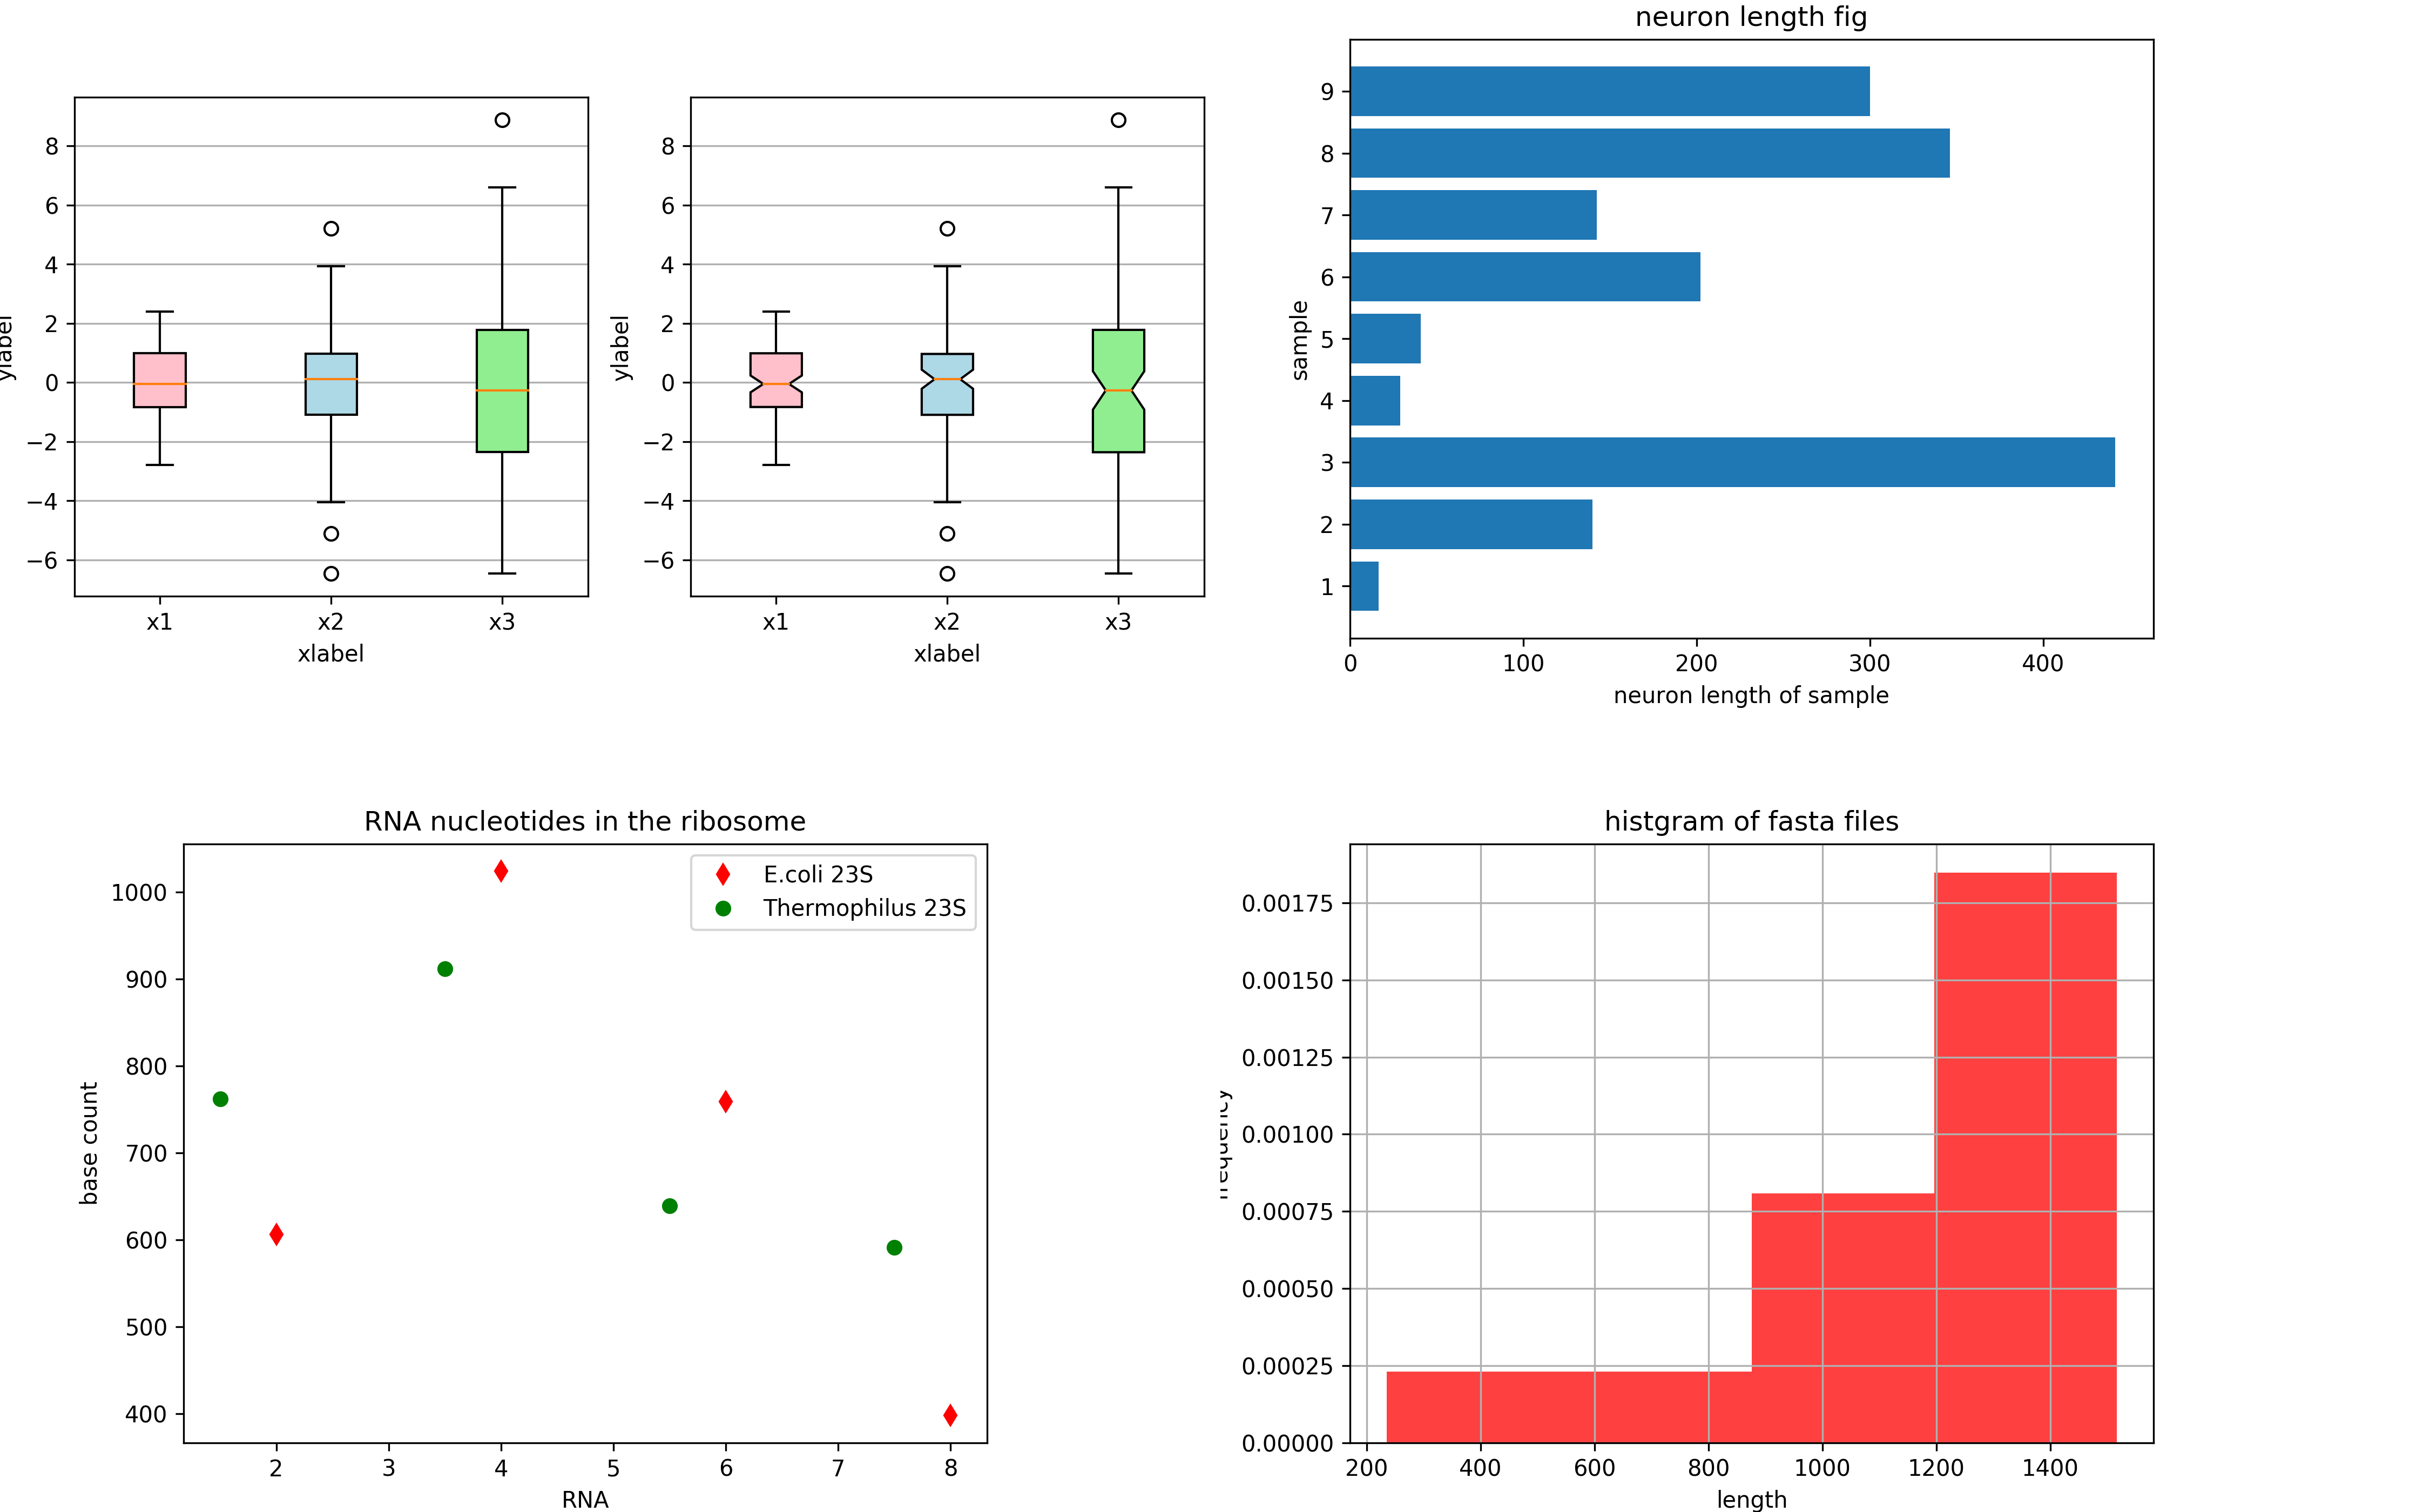 8
6
4
2
0
−2
−4
−6
ylabel
x1 x2 x3
xlabel
8
6
4
2
0
−2
−4
−6
ylabel
x1 x2 x3
xlabel
neuron length fig
9
8
7
6
5
4
3
2
1
sample
0 100 200 300 400
neuron length of sample
RNA nucleotides in the ribosome
E.coli 23S
Thermophilus 23S
1000
900
800
700
600
500
400
base count
2 3 4 5 6 7 8
RNA
histgram of fasta files
0.00175
0.00150
0.00125
0.00100
0.00075
0.00050
0.00025
0.00000
frequency
200 400 600 800 1000 1200 1400
length